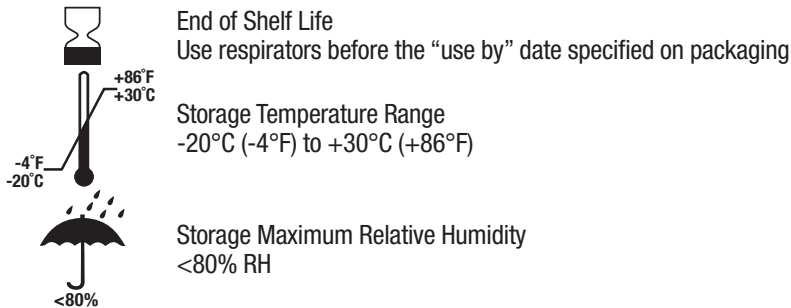 End of Shelf Life
Use respirators before the “use by” date specified on packaging
+86˚F
+30˚C
Storage Temperature Range
-20°C (-4°F) to +30°C (+86°F)
-4˚F
-20˚C
Storage Maximum Relative Humidity
<80% RH
<80%